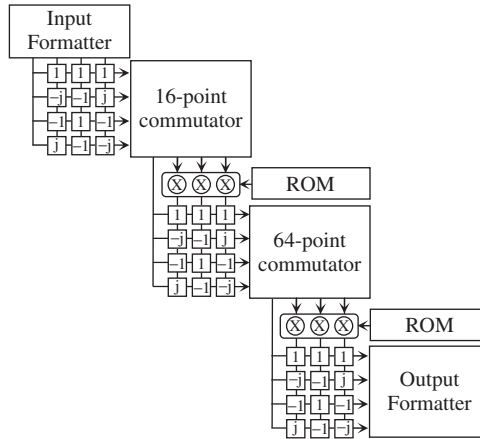 Input
Formatter
1 1 1
-j -1 j
-1 1 -1
j -1 -j
16-point
commutator
X X X
ROM
1 1 1
-j -1 j
-1 1 -1
j -1 -j
64-point
commutator
X X X
ROM
1 1 1
-j -1 j
-1 1 -1
j -1 -j
Output
Formatter